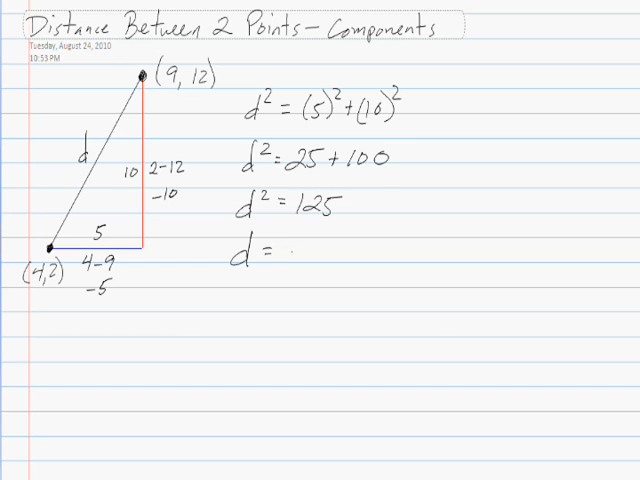 Distance Between 2 Points - Components
Tuesday, August 24, 2010
10:53 PM
(9, 12)
d² = (5)² + (10)²
d
d² = 25 + 100
10 2-12
-10
d² = 125
5
d =
(4,2) 4-9
-5